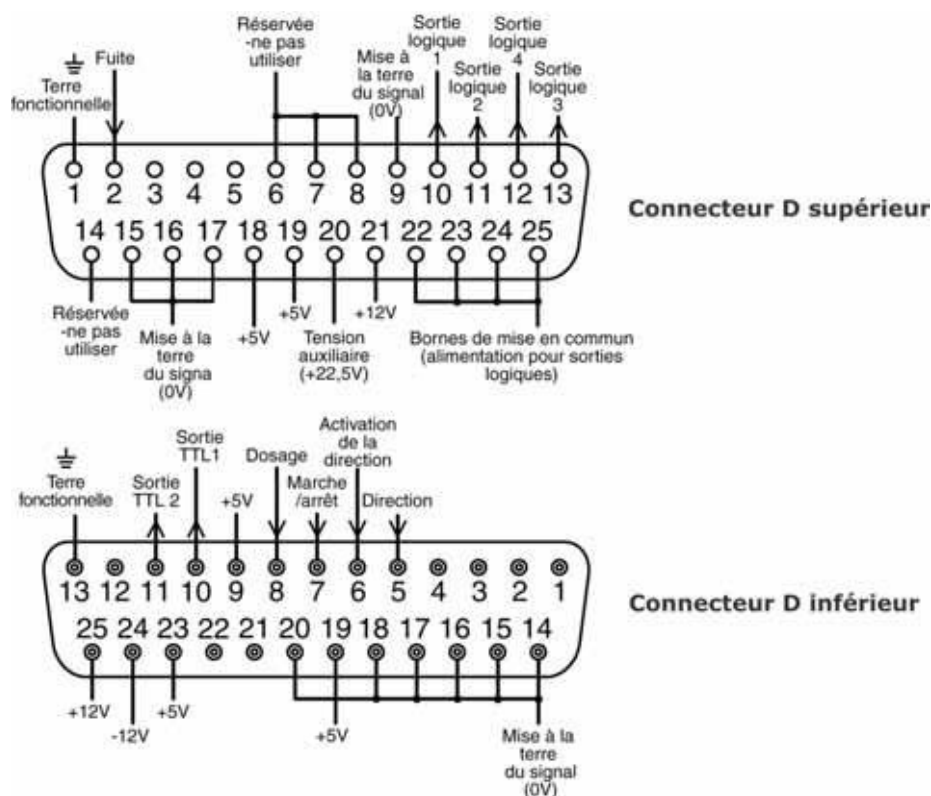 Terre
fonctionnelle
Fuite
Réservée
-ne pas
utiliser
Mise à
la terre
du signal
(0V)
Sortie
logique
1
Sortie
logique
2
Sortie
logique
4
Sortie
logique
3
1 2 3 4 5 6 7 8 9 10 11 12 13
14 15 16 17 18 19 20 21 22 23 24 25
Connecteur D supérieur
Réservée
-ne pas
utiliser
Mise à la
terre
du signa
(0V)
+5V
+5V
Tension
auxiliaire
(+22,5V)
+12V
Bornes de mise en commun
(alimentation pour sorties
logiques)
Terre
fonctionnelle
Sortie
TTL 2
Sortie
TTL1
+5V
Dosage
Marche
/arrêt
Activation
de la
direction
Direction
13 12 11 10 9 8 7 6 5 4 3 2 1
25 24 23 22 21 20 19 18 17 16 15 14
Connecteur D inférieur
+12V
-12V
+5V
+5V
Mise à la
terre
du signal
(0V)